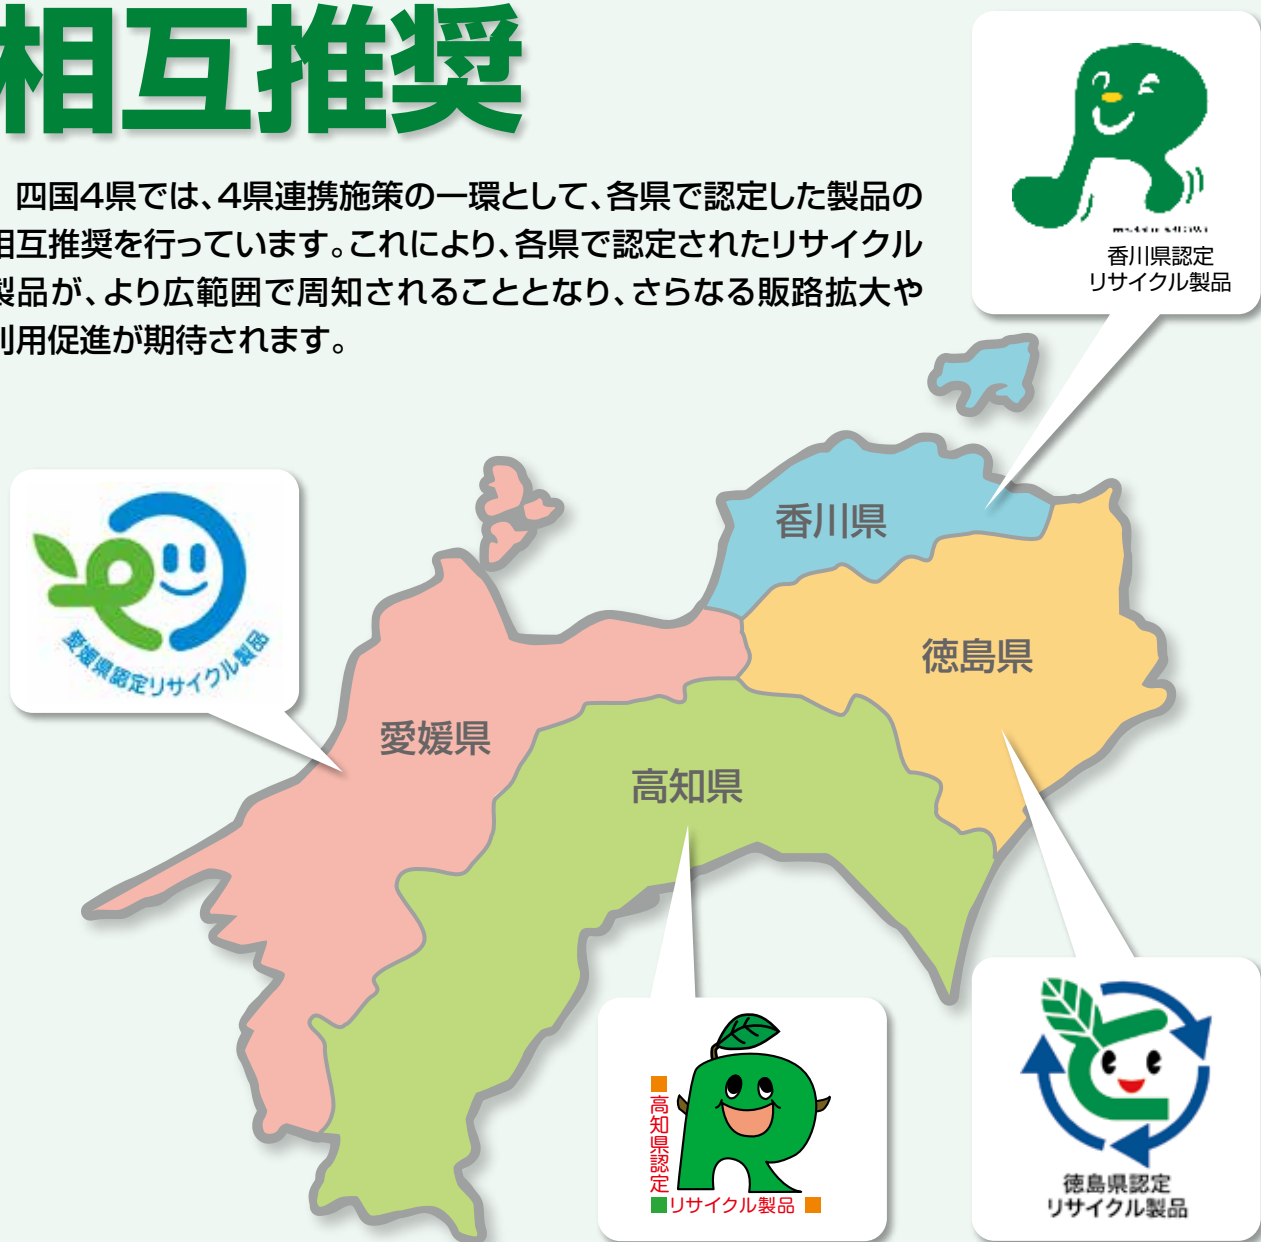 相互推奨
四国4県では、4県連携施策の一環として、各県で認定した製品の
相互推奨を行っています。これにより、各県で認定されたリサイクル
製品が、より広範囲で周知されることとなり、さらなる販路拡大や
利用促進が期待されます。
香川県認定
リサイクル製品
愛媛県認定リサイクル製品
香川県
徳島県
愛媛県
高知県
高知県認定
リサイクル製品
徳島県認定
リサイクル製品